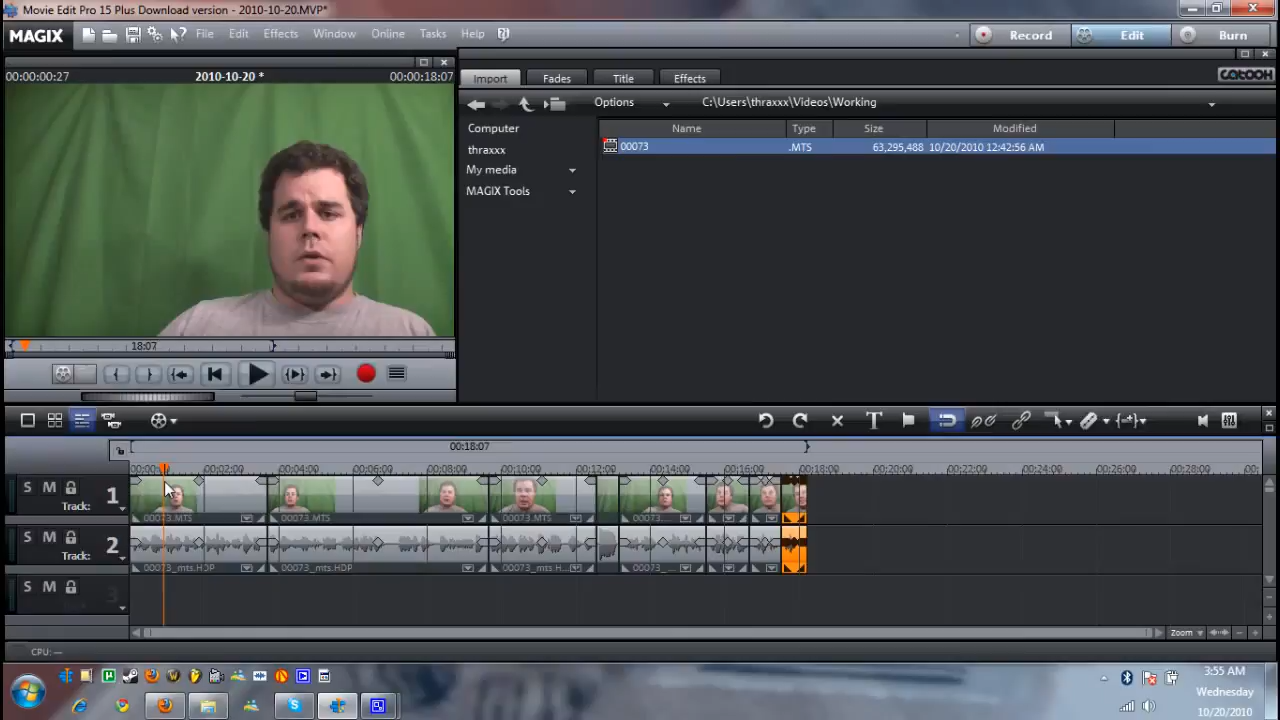 Movie Edit Pro 15 Plus Download version - 2010-10-20.MVP*
MAGIX File Edit Effects Window Online Tasks Help Record Edit Burn
00:00:00:27 2010-10-20 * 00:00:18:07
Import Fades Title Effects catooh
Options C:\Users\thraxxx\Videos\Working
Computer
thraxxx
My media
MAGIX Tools
Name Type Size Modified
00073 .MTS 63,295,488 10/20/2010 12:42:56 AM
18:07
00:18:07
00:02:00 00:04:00 00:06:00 00:08:00 00:10:00 00:12:00 00:14:00 00:16:00 00:18:00 00:20:00 00:22:00 00:24:00 00:26:00 00:28:00 00:
S M 1
Track:
00073.MTS 00073.MTS 00073.MTS 00073....
S M 2
Track:
00073_mts.HDP 00073_mts.HDP 00073_mts H... 00073_...
S M 3
Zoom
CPU: —
3:55 AM
Wednesday
10/20/2010